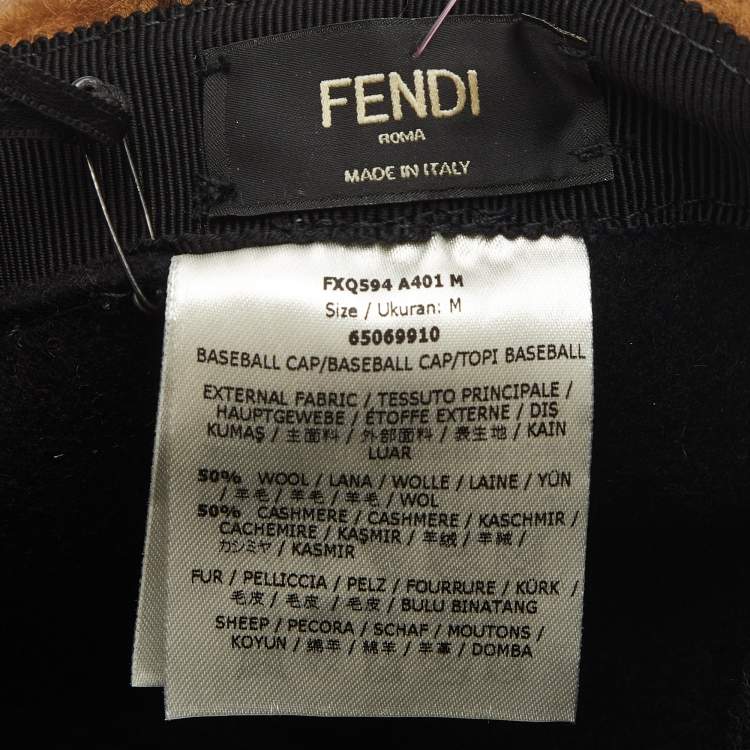 FENDI
ROMA
MADE IN ITALY
FXQ594 A401 M
Size / Ukuran: M
65069910
BASEBALL CAP/BASEBALL CAP/TOPI BASEBALL
EXTERNAL FABRIC / TESSUTO PRINCIPALE /
HAUPTGEWEBE / ÉTOFFE EXTERNE / DIŞ
KUMAŞ / 主面料 / 外部面料 / 表生地 / KAIN
LUAR
50% WOOL / LANA / WOLLE / LAINE / YÜN
/ 羊毛 / 羊毛 / 羊毛 / WOL
50% CASHMERE / CASHMERE / KASCHMIR /
CACHEMIRE / KAŞMIR / 羊绒 / 羊絨 /
カシミヤ / KASMIR
FUR / PELLICCIA / PELZ / FOURRURE / KÜRK /
毛皮 / 毛皮 / 毛皮 / BULU BINATANG
SHEEP / PECORA / SCHAF / MOUTONS /
KOYUN / 绵羊 / 綿羊 / 羊革 / DOMBA